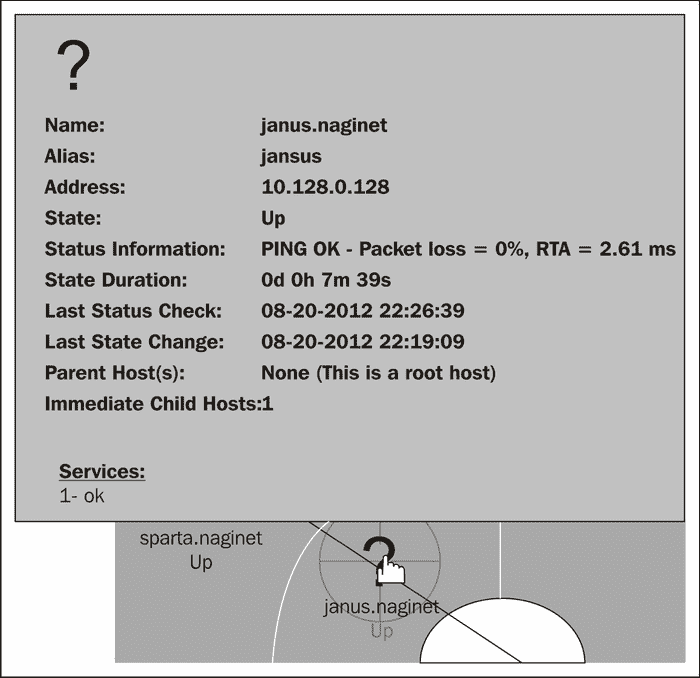 ?
Name: janus.naginet
Alias: jansus
Address: 10.128.0.128
State: Up
Status Information: PING OK - Packet loss = 0%, RTA = 2.61 ms
State Duration: 0d 0h 7m 39s
Last Status Check: 08-20-2012 22:26:39
Last State Change: 08-20-2012 22:19:09
Parent Host(s): None (This is a root host)
Immediate Child Hosts:1
Services:
1- ok
sparta.naginet
Up
?
janus.naginet
Up